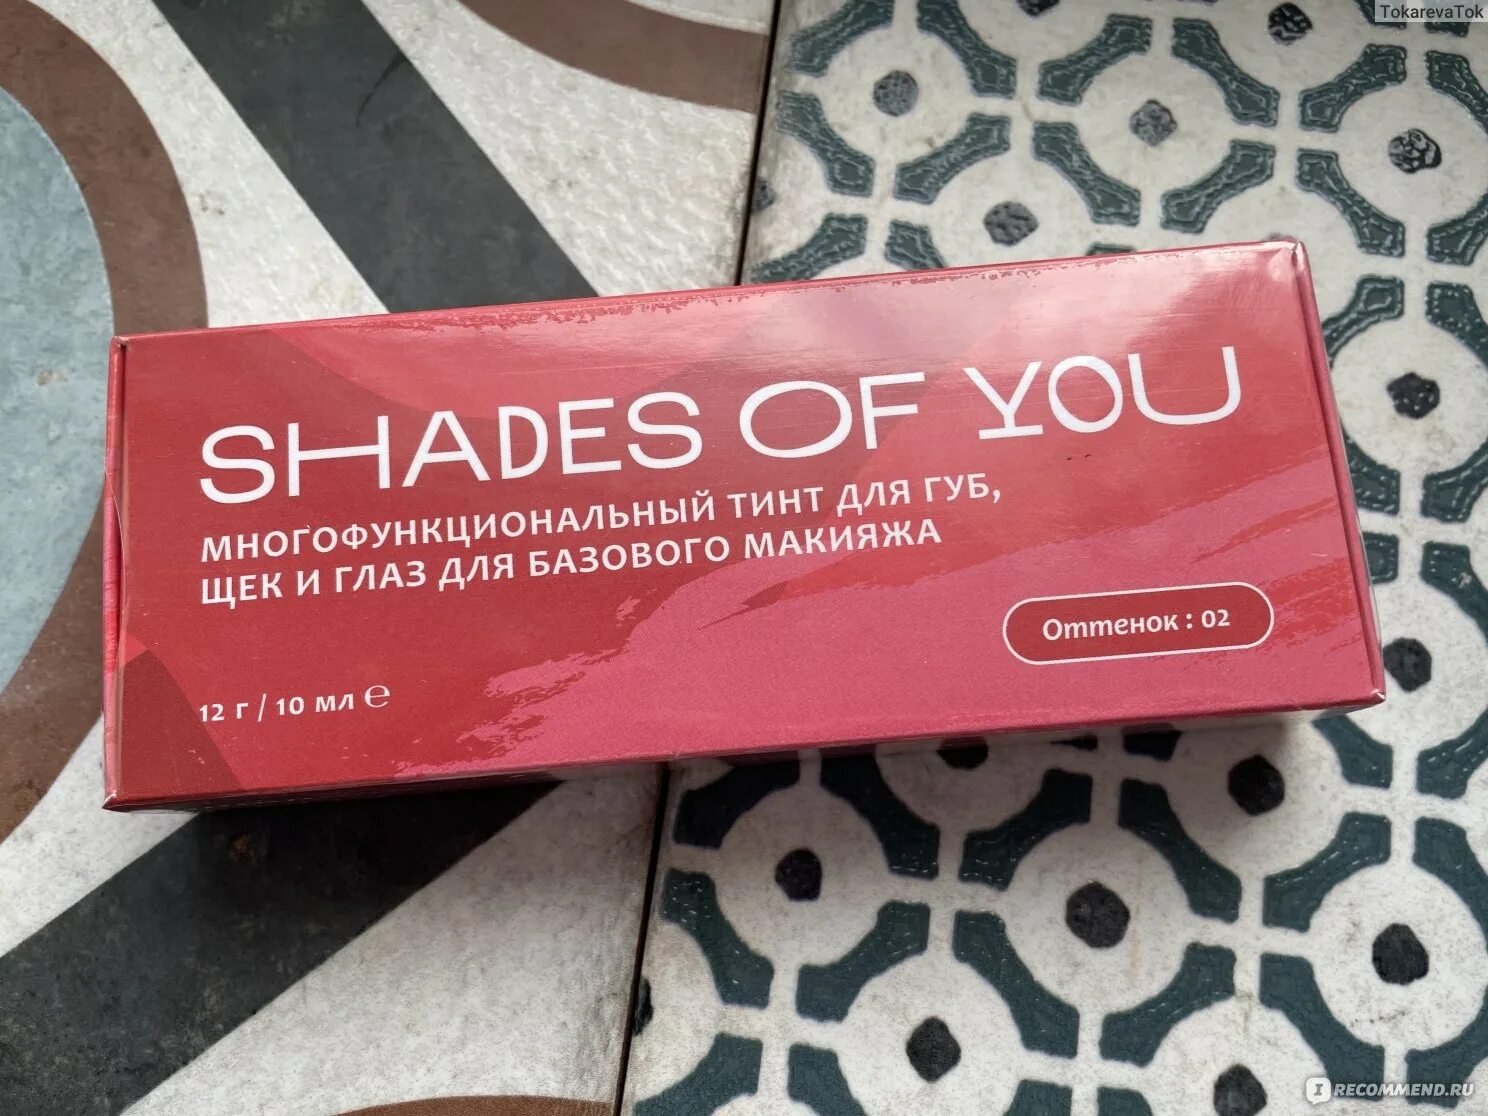 TokarevaTok
SHADES OF YOU
МНОГОФУНКЦИОНАЛЬНЫЙ ТИНТ ДЛЯ ГУБ,
ЩЕК И ГЛАЗ ДЛЯ БАЗОВОГО МАКИЯЖА
Оттенок : 02
12 г / 10 мл ℮
IRECOMMEND.RU